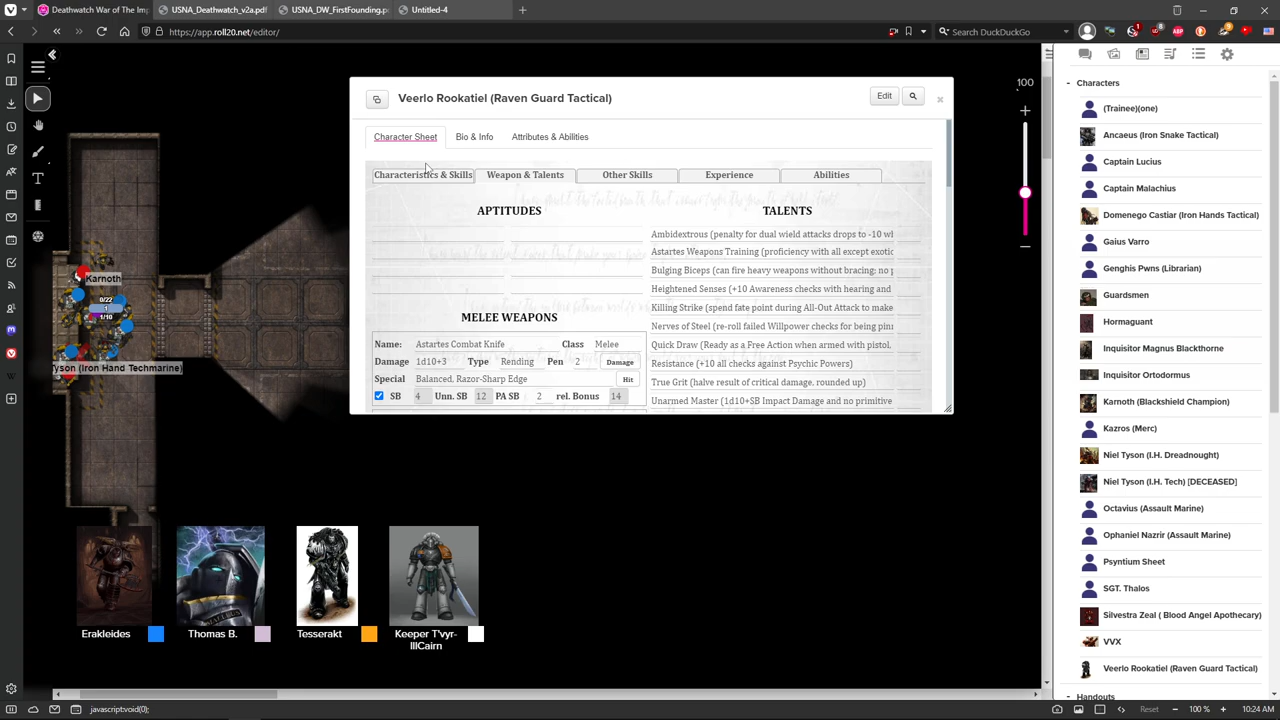 Deathwatch War of The Imp
USNA_Deathwatch_v2a.pdf
USNA_DW_FirstFounding.p
Untitled-4
https://app.roll20.net/editor/
Search DuckDuckGo
Veerlo Rookatiel (Raven Guard Tactical)
Edit
Character Sheet
Bio & Info
Attributes & Abilities
Characteristics & Skills
Weapon & Talents
Other Skills
Experience
Abilities
APTITUDES
TALENTS
Ambidextrous (penalty for dual wield attacks drops to -10 wi
Astartes Weapons Training (proficiency with all except exotic
Bulging Biceps (can fire heavy weapons without bracing; no p
Heightened Senses (+10 Awareness checks with hearing and
Killing Strike (spend fate point during All-Out Attack to make
Nerves of Steel (re-roll failed Willpower checks for being pin
Quick Draw (Ready as a Free Action when armed with pistol,
Resistance (+10 all checks against Psychic Powers)
True Grit (halve result of critical damage, rounded up)
Unarmed Master (1d10+SB Impact Damage and no primitive
MELEE WEAPONS
Name: Astartes Combat Knife Class Melee
Damage 1d10+3 Type Rending Pen 2 Damage
Special Balanced, Razor-Sharp Edge Hit
SB 4 Unn. SB 12 PA SB 2 rel. Bonus 14
100
Karnoth
0/22
1
1/10
Tyson (Iron Hand Techmarine)
Erakleides
Thomas B.
Tesserakt
Keeper T'vyr-
IllCairn
Characters
(Trainee)(one)
Ancaeus (Iron Snake Tactical)
Captain Lucius
Captain Malachius
Domenego Castiar (Iron Hands Tactical)
Gaius Varro
Genghis Pwns (Librarian)
Guardsmen
Hormaguant
Inquisitor Magnus Blackthorne
Inquisitor Ortodormus
Karnoth (Blackshield Champion)
Kazros (Merc)
Niel Tyson (I.H. Dreadnought)
Niel Tyson (I.H. Tech) [DECEASED]
Octavius (Assault Marine)
Ophaniel Nazrir (Assault Marine)
Psyntium Sheet
SGT. Thalos
Silvestra Zeal ( Blood Angel Apothecary)
VVX
Veerlo Rookatiel (Raven Guard Tactical)
Handouts
javascript:void(0);
Reset
100 %
10:24 AM